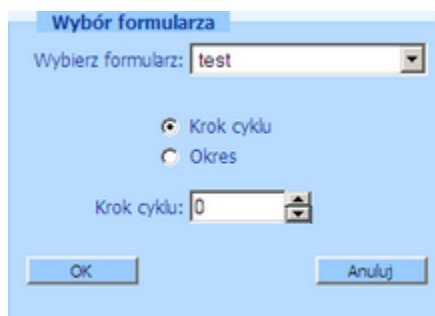 Wybór formularza
Wybierz formularz: test
Krok cyklu
Okres
Krok cyklu: 0
OK Anuluj